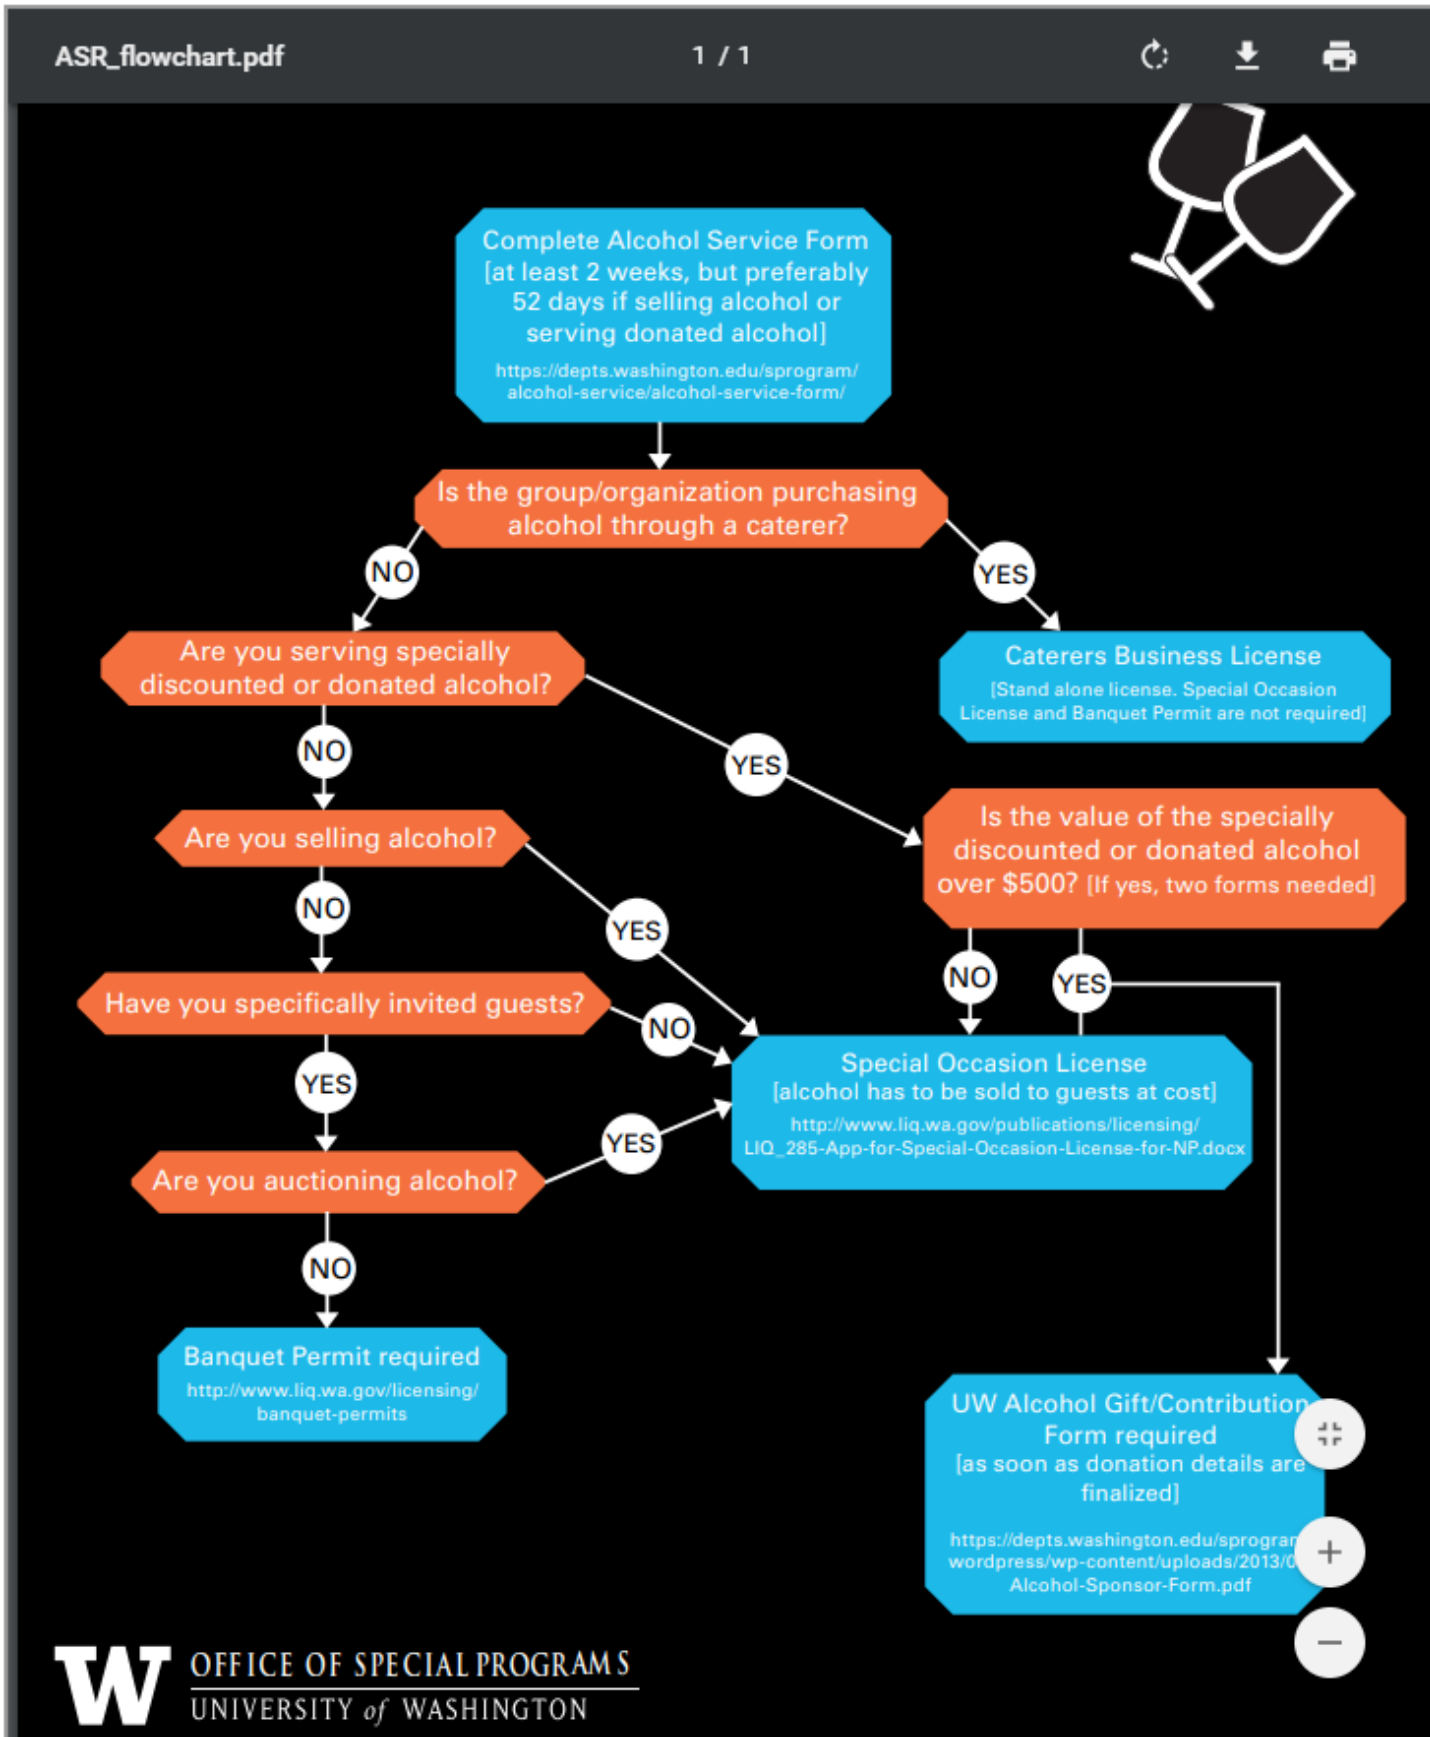 ASR_flowchart.pdf
1 / 1
Complete Alcohol Service Form
[at least 2 weeks, but preferably
52 days if selling alcohol or
serving donated alcohol]
https://depts.washington.edu/sprogram/
alcohol-service/alcohol-service-form/
Is the group/organization purchasing
alcohol through a caterer?
NO
YES
Are you serving specially
discounted or donated alcohol?
Caterers Business License
[Stand alone license. Special Occasion
License and Banquet Permit are not required]
NO
YES
Are you selling alcohol?
Is the value of the specially
discounted or donated alcohol
over $500? [If yes, two forms needed]
NO
YES
NO
YES
Have you specifically invited guests?
NO
YES
Special Occasion License
[alcohol has to be sold to guests at cost]
http://www.liq.wa.gov/publications/licensing/
LIQ_285-App-for-Special-Occasion-License-for-NP.docx
Are you auctioning alcohol?
YES
NO
Banquet Permit required
http://www.liq.wa.gov/licensing/
banquet-permits
UW Alcohol Gift/Contribution
Form required
[as soon as donation details are
finalized]
https://depts.washington.edu/sprogram
wordpress/wp-content/uploads/2013/0
Alcohol-Sponsor-Form.pdf
W
OFFICE OF SPECIAL PROGRAMS
UNIVERSITY of WASHINGTON